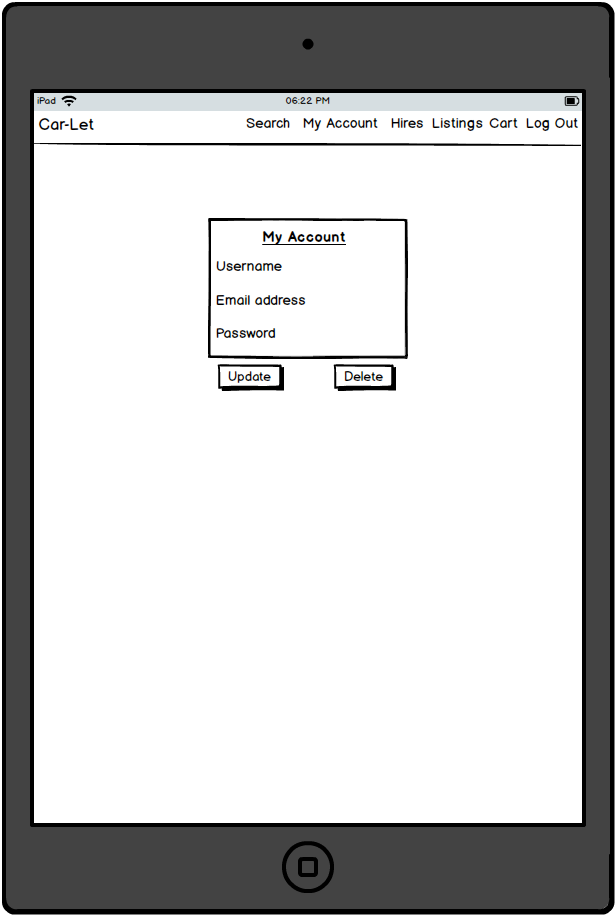 iPad 06:22 PM
Car-Let Search My Account Hires Listings Cart Log Out
My Account
Username
Email address
Password
Update Delete